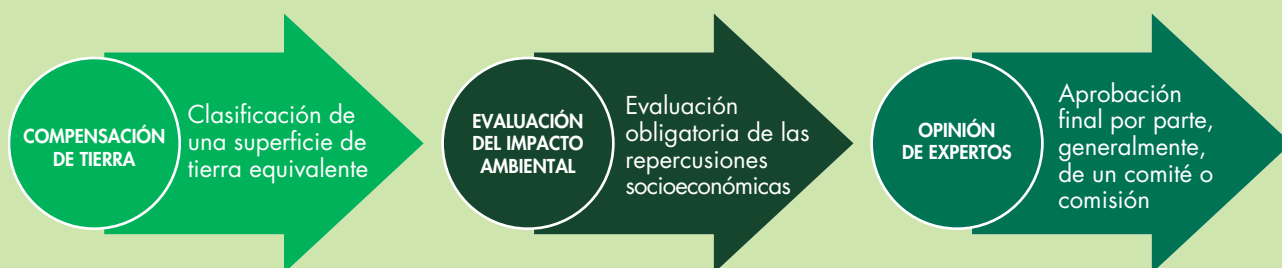 COMPENSACIÓN
DE TIERRA
Clasificación de
una superficie de
tierra equivalente
EVALUACIÓN
DEL IMPACTO
AMBIENTAL
Evaluación
obligatoria de las
repercusiones
socioeconómicas
OPINIÓN
DE EXPERTOS
Aprobación
final por parte,
generalmente,
de un comité o
comisión